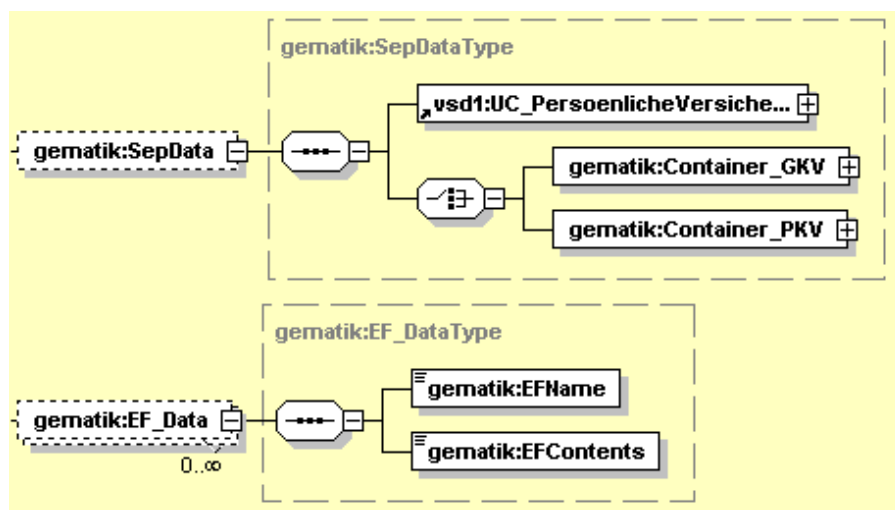 gematik:SepDataType
vsd1:UC_PersoenlicheVersiche...
gematik:SepData
gematik:Container_GKV
gematik:Container_PKV
gematik:EF_DataType
gematik:EFName
gematik:EF_Data
0..∞
gematik:EFContents